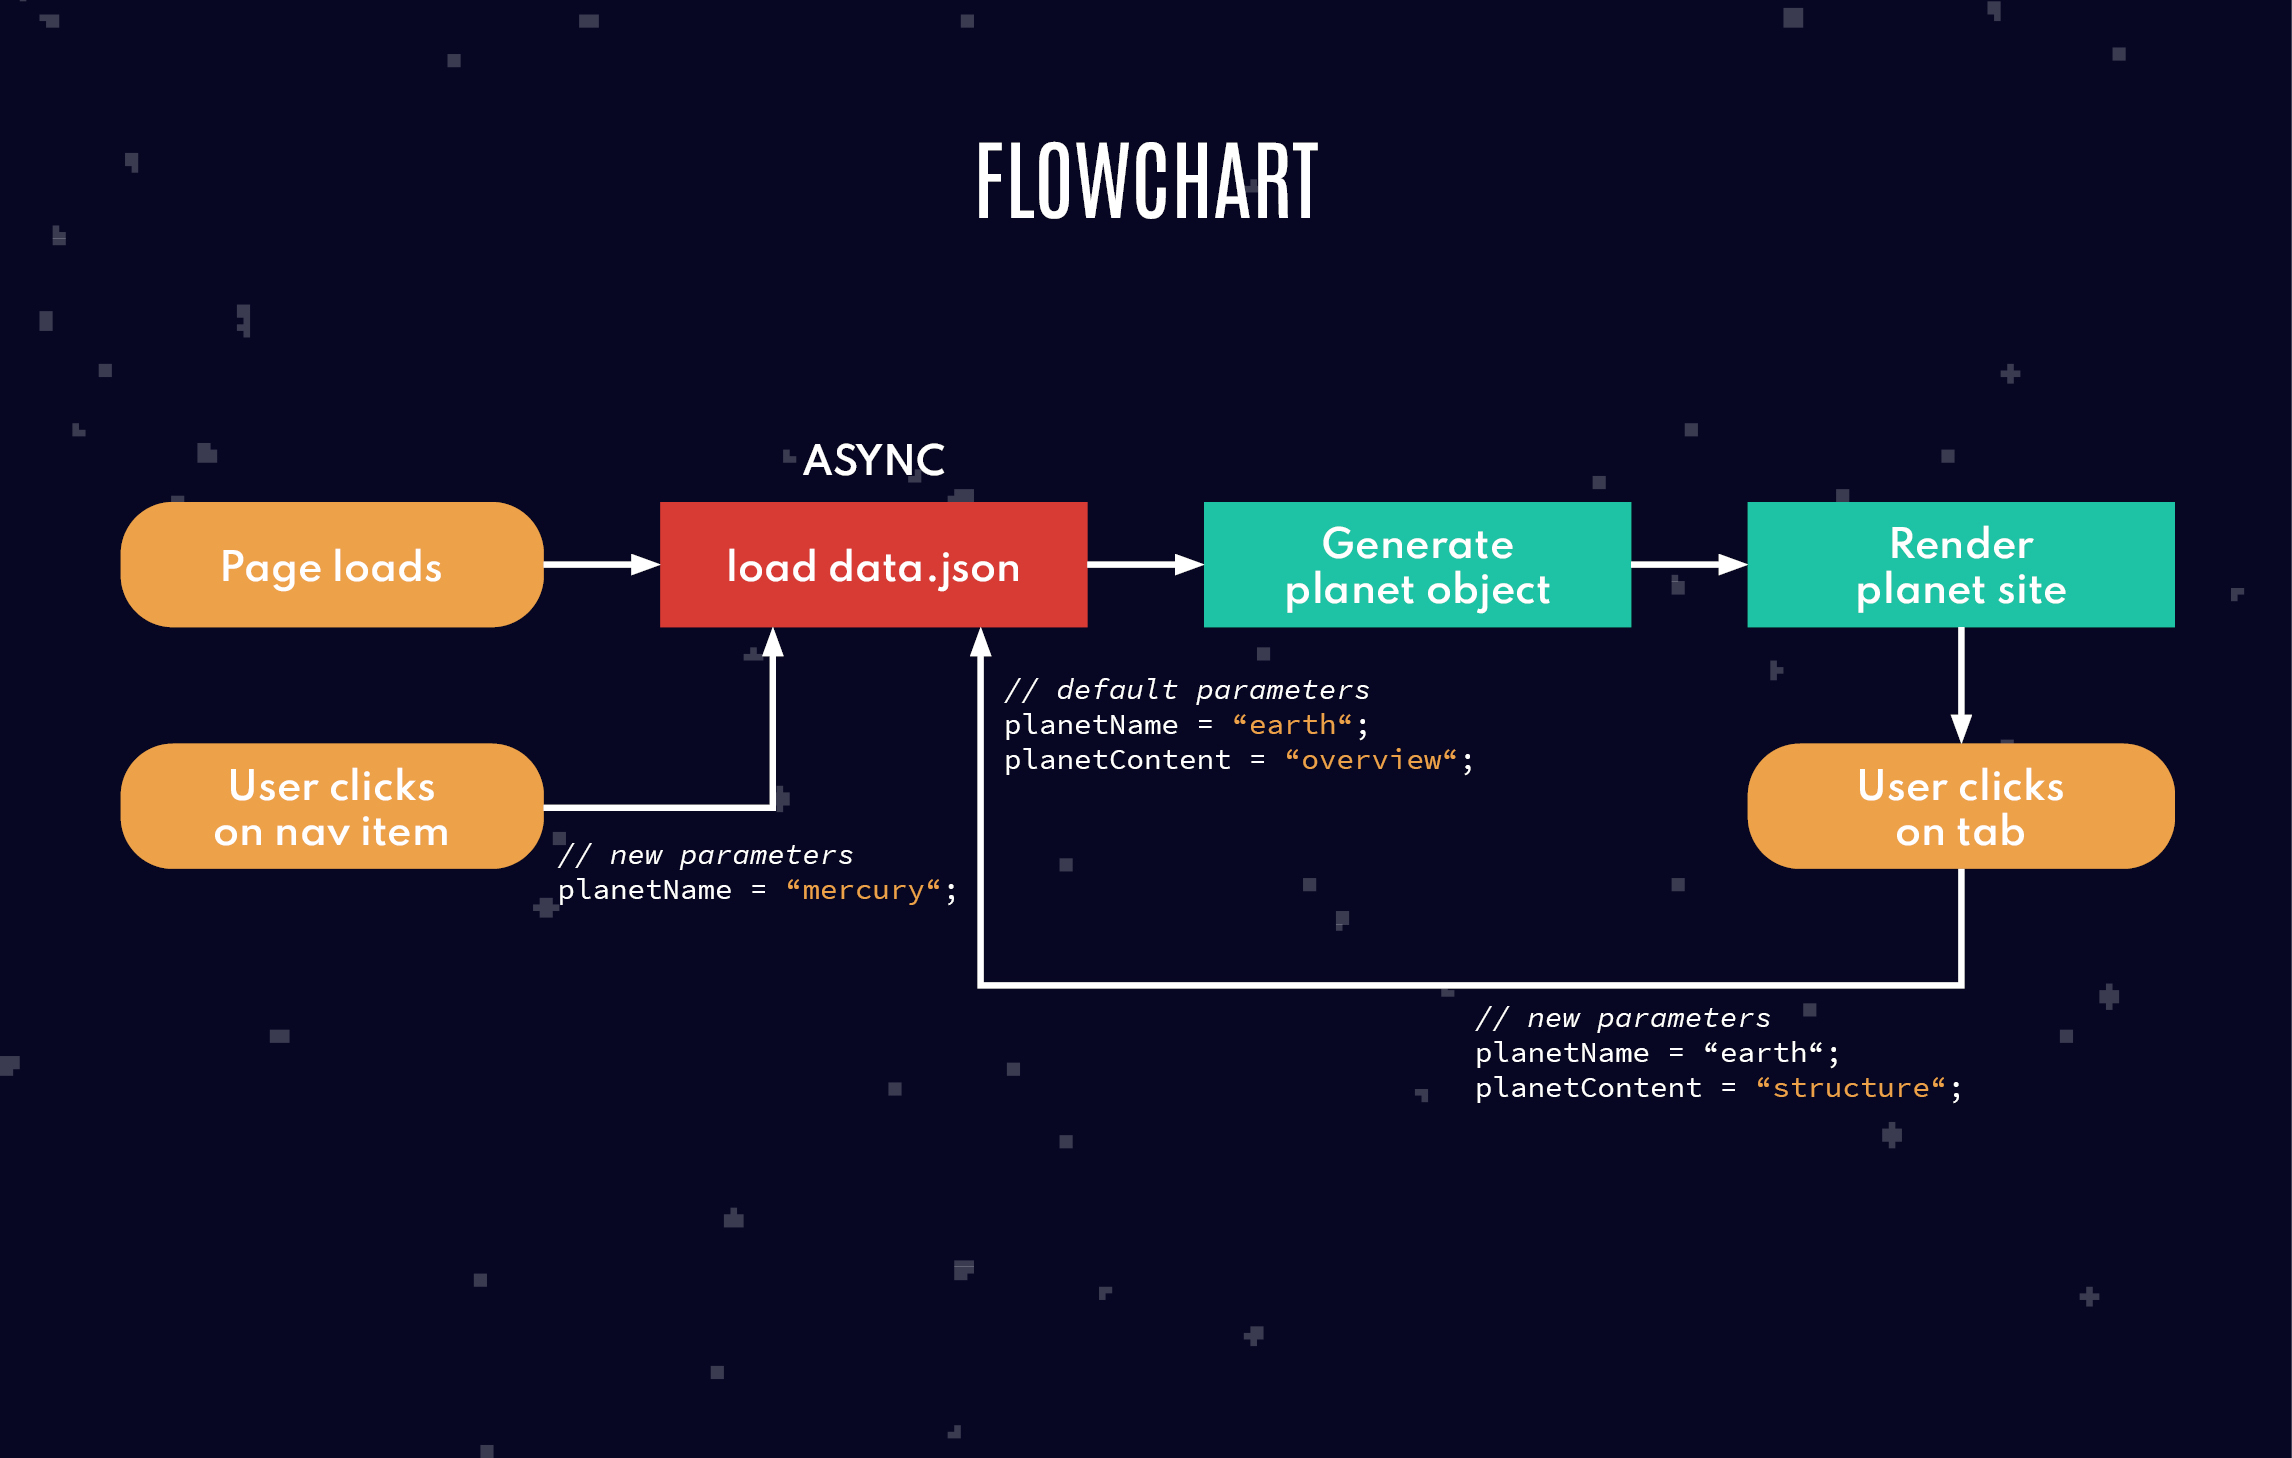 FLOWCHART
ASYNC
Page loads
load data.json
Generate
planet object
Render
planet site
// default parameters
planetName = “earth“;
planetContent = “overview“;
User clicks
on nav item
User clicks
on tab
// new parameters
planetName = “mercury“;
// new parameters
planetName = “earth“;
planetContent = “structure“;